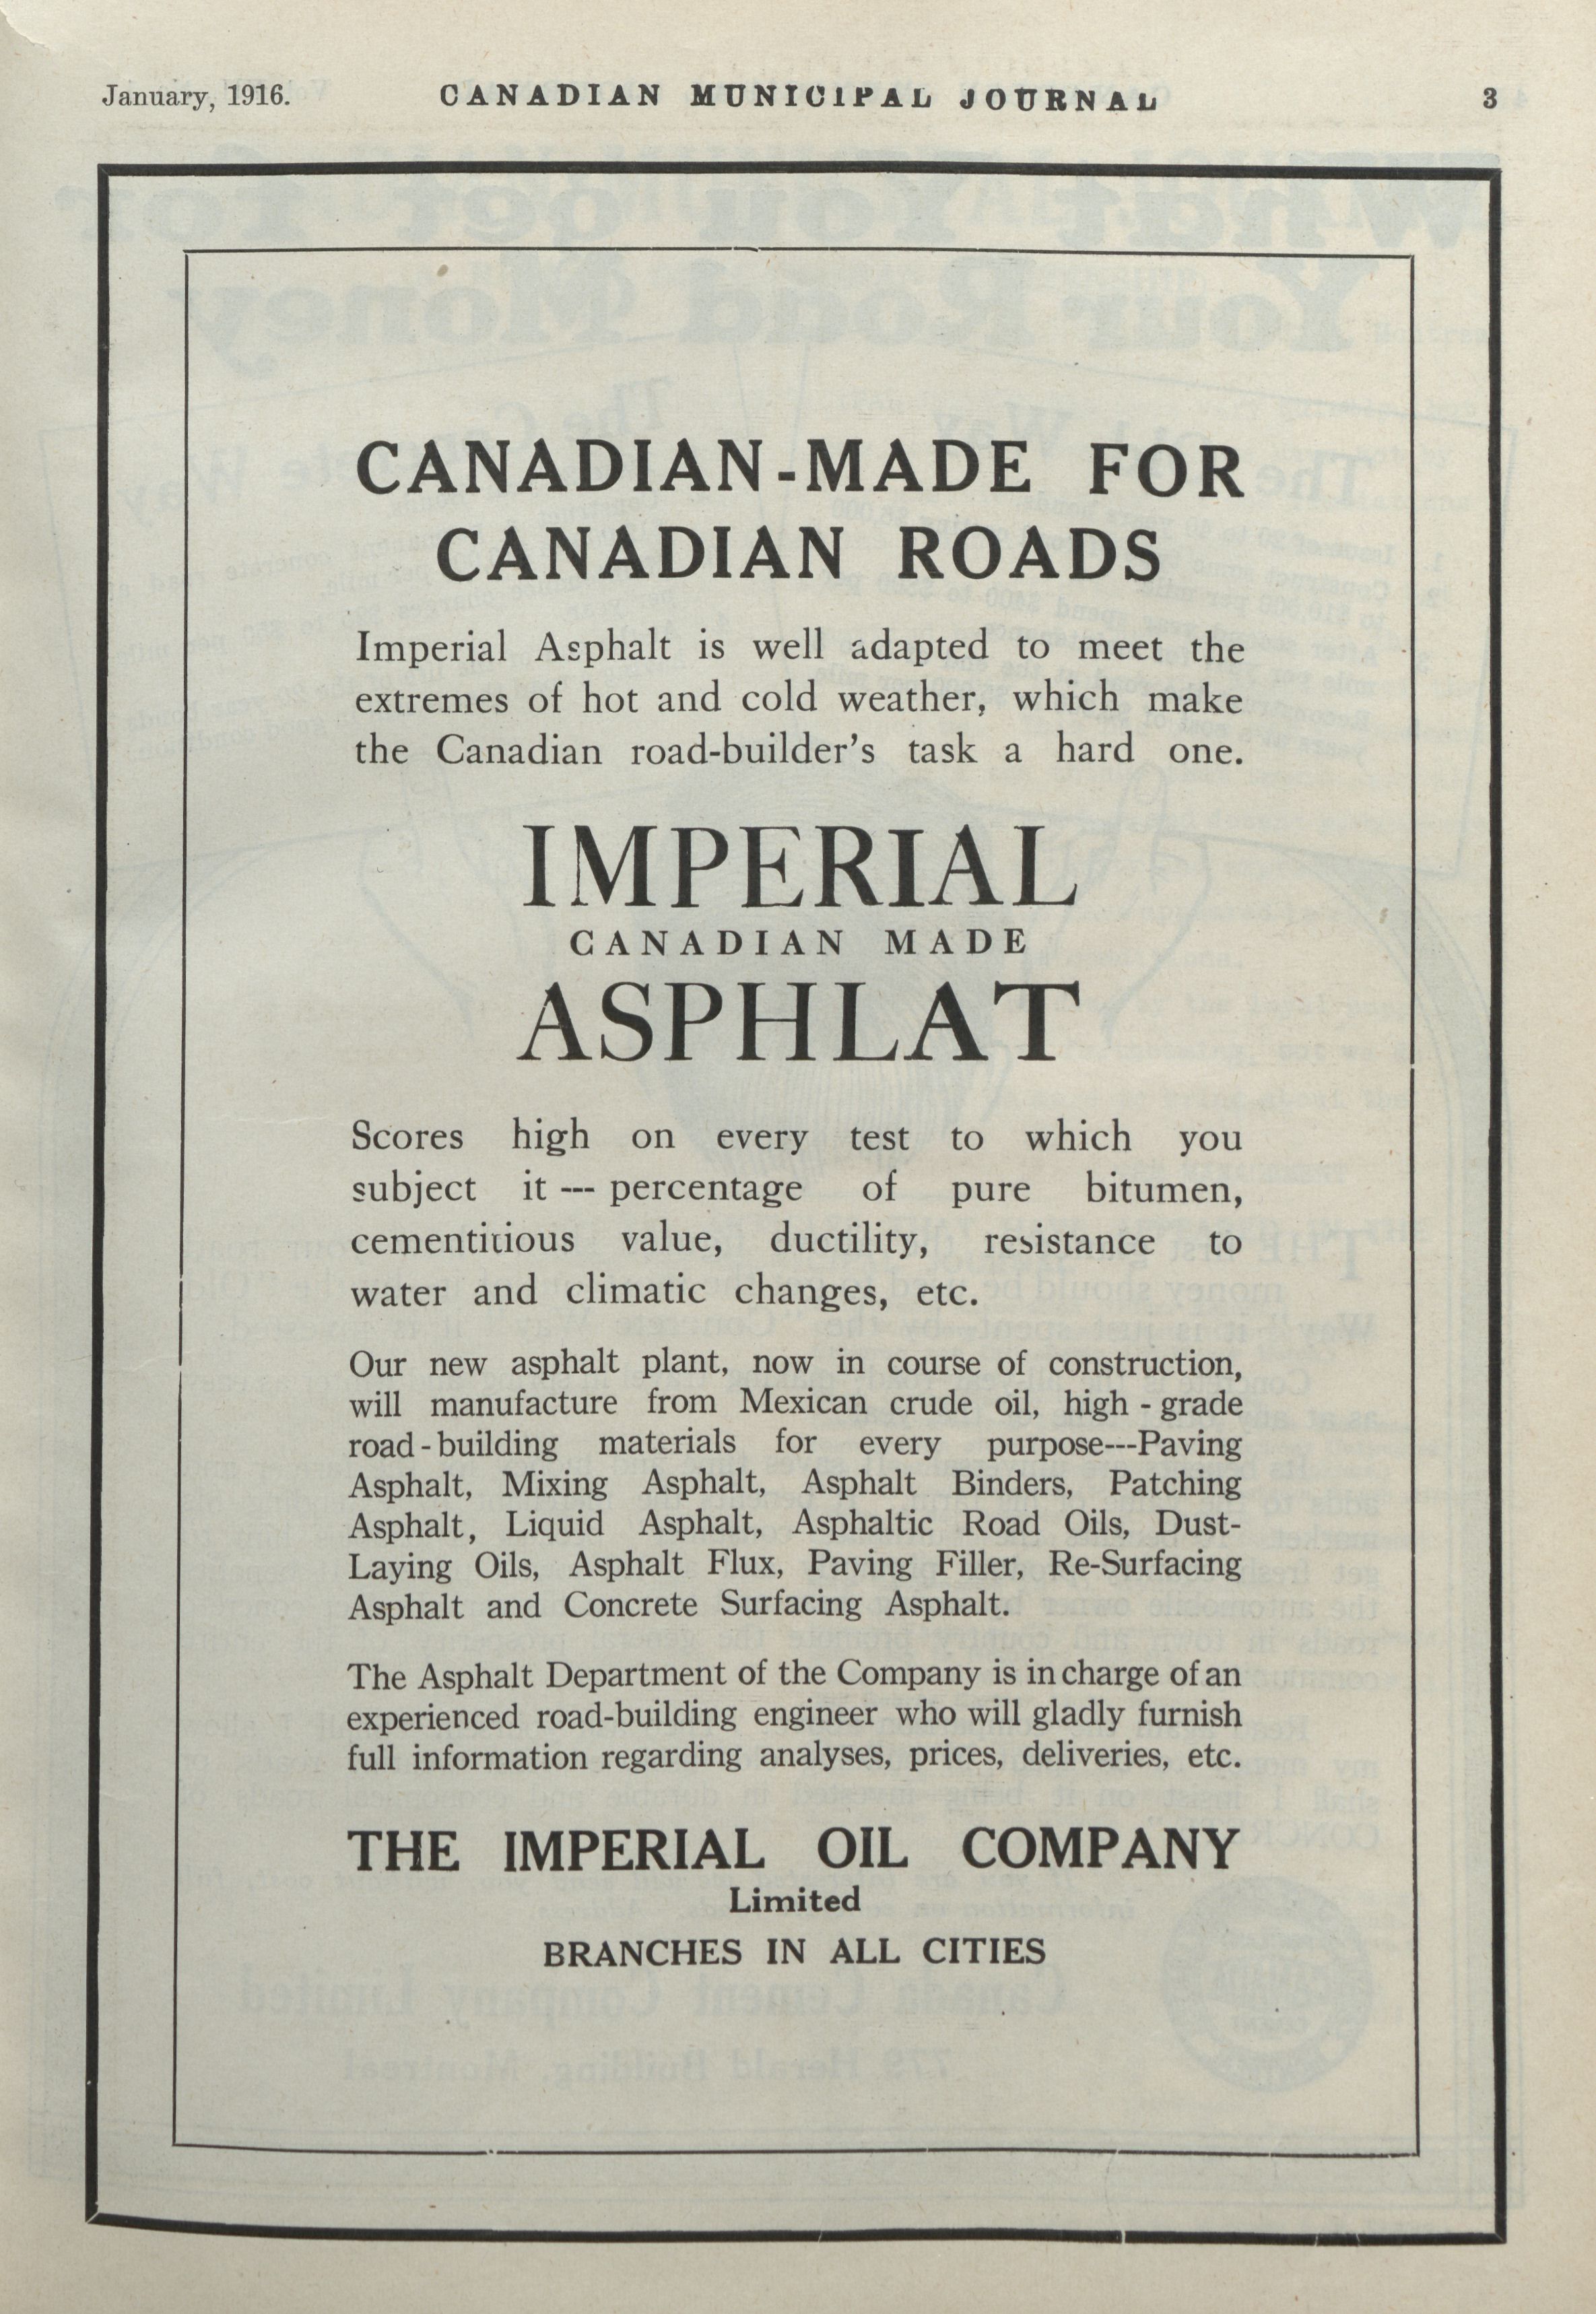 January, 1916.
CANADIAN MUNICIPAL JOURNAL
3
CANADIAN-MADE FOR
CANADIAN ROADS
Imperial Asphalt is well adapted to meet the
extremes of hot and cold weather, which make
the Canadian road-builder's task a hard one.
IMPERIAL
CANADIAN MADE
ASPHLAT
Scores high on every test to which you
subject it --- percentage of pure bitumen,
cementitious value, ductility, resistance to
water and climatic changes, etc.
Our new asphalt plant, now in course of construction,
will manufacture from Mexican crude oil, high - grade
road - building materials for every purpose---Paving
Asphalt, Mixing Asphalt, Asphalt Binders, Patching
Asphalt, Liquid Asphalt, Asphaltic Road Oils, Dust-
Laying Oils, Asphalt Flux, Paving Filler, Re-Surfacing
Asphalt and Concrete Surfacing Asphalt.
The Asphalt Department of the Company is in charge of an
experienced road-building engineer who will gladly furnish
full information regarding analyses, prices, deliveries, etc.
THE IMPERIAL OIL COMPANY
Limited
BRANCHES IN ALL CITIES